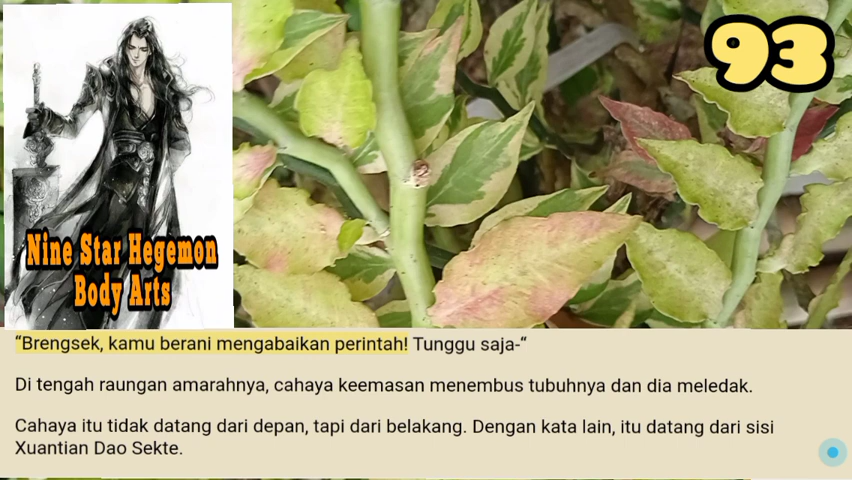 93
Nine Star Hegemon
Body Arts
“Brengsek, kamu berani mengabaikan perintah! Tunggu saja-“
Di tengah raungan amarahnya, cahaya keemasan menembus tubuhnya dan dia meledak.
Cahaya itu tidak datang dari depan, tapi dari belakang. Dengan kata lain, itu datang dari sisi
Xuantian Dao Sekte.